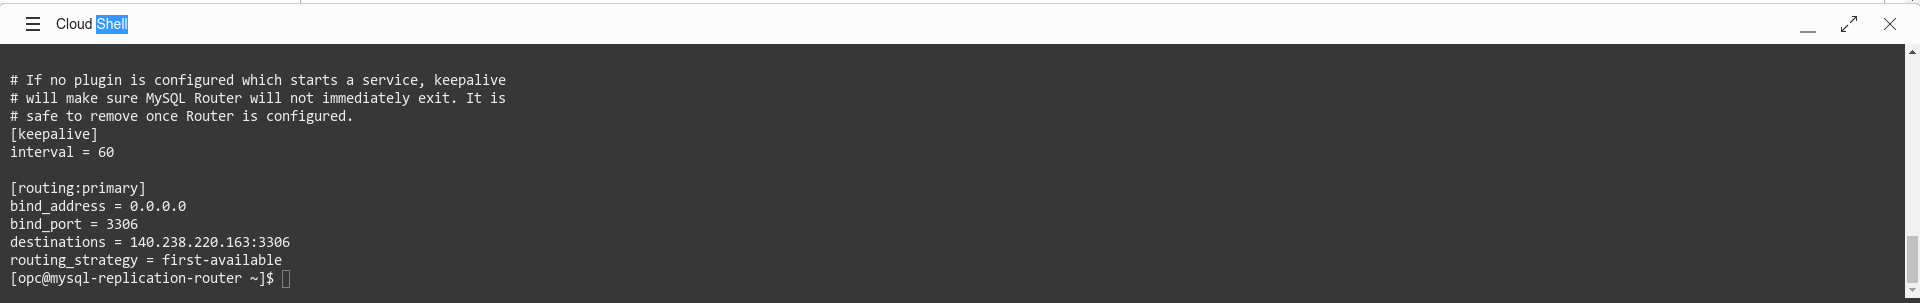 Cloud Shell
# If no plugin is configured which starts a service, keepalive
# will make sure MySQL Router will not immediately exit. It is
# safe to remove once Router is configured.
[keepalive]
interval = 60
[routing:primary]
bind_address = 0.0.0.0
bind_port = 3306
destinations = 140.238.220.163:3306
routing_strategy = first-available
[opc@mysql-replication-router ~]$